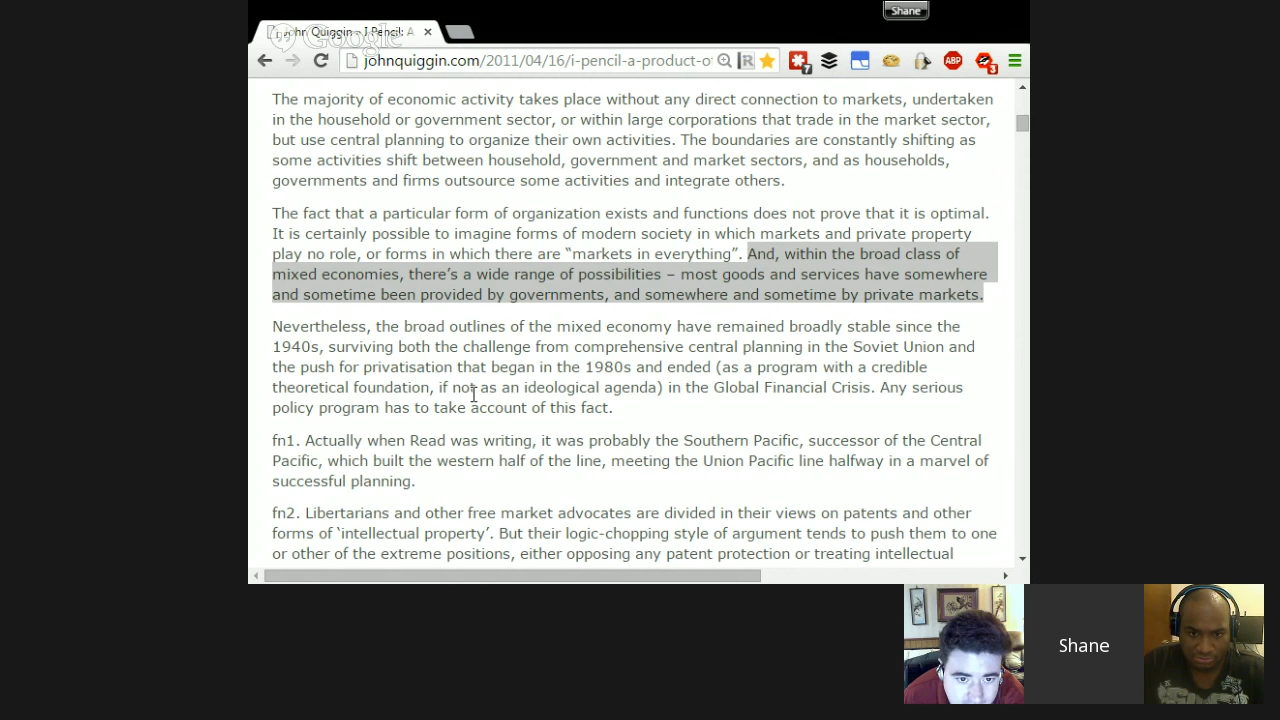 Shane
John Quiggin - I Pencil: A
Google
johnquiggin.com/2011/04/16/i-pencil-a-product-o
7
ABP
3
The majority of economic activity takes place without any direct connection to markets, undertaken
in the household or government sector, or within large corporations that trade in the market sector,
but use central planning to organize their own activities. The boundaries are constantly shifting as
some activities shift between household, government and market sectors, and as households,
governments and firms outsource some activities and integrate others.
The fact that a particular form of organization exists and functions does not prove that it is optimal.
It is certainly possible to imagine forms of modern society in which markets and private property
play no role, or forms in which there are “markets in everything”. And, within the broad class of
mixed economies, there’s a wide range of possibilities – most goods and services have somewhere
and sometime been provided by governments, and somewhere and sometime by private markets.
Nevertheless, the broad outlines of the mixed economy have remained broadly stable since the
1940s, surviving both the challenge from comprehensive central planning in the Soviet Union and
the push for privatisation that began in the 1980s and ended (as a program with a credible
theoretical foundation, if not as an ideological agenda) in the Global Financial Crisis. Any serious
policy program has to take account of this fact.
fn1. Actually when Read was writing, it was probably the Southern Pacific, successor of the Central
Pacific, which built the western half of the line, meeting the Union Pacific line halfway in a marvel of
successful planning.
fn2. Libertarians and other free market advocates are divided in their views on patents and other
forms of ‘intellectual property’. But their logic-chopping style of argument tends to push them to one
or other of the extreme positions, either opposing any patent protection or treating intellectual
Shane